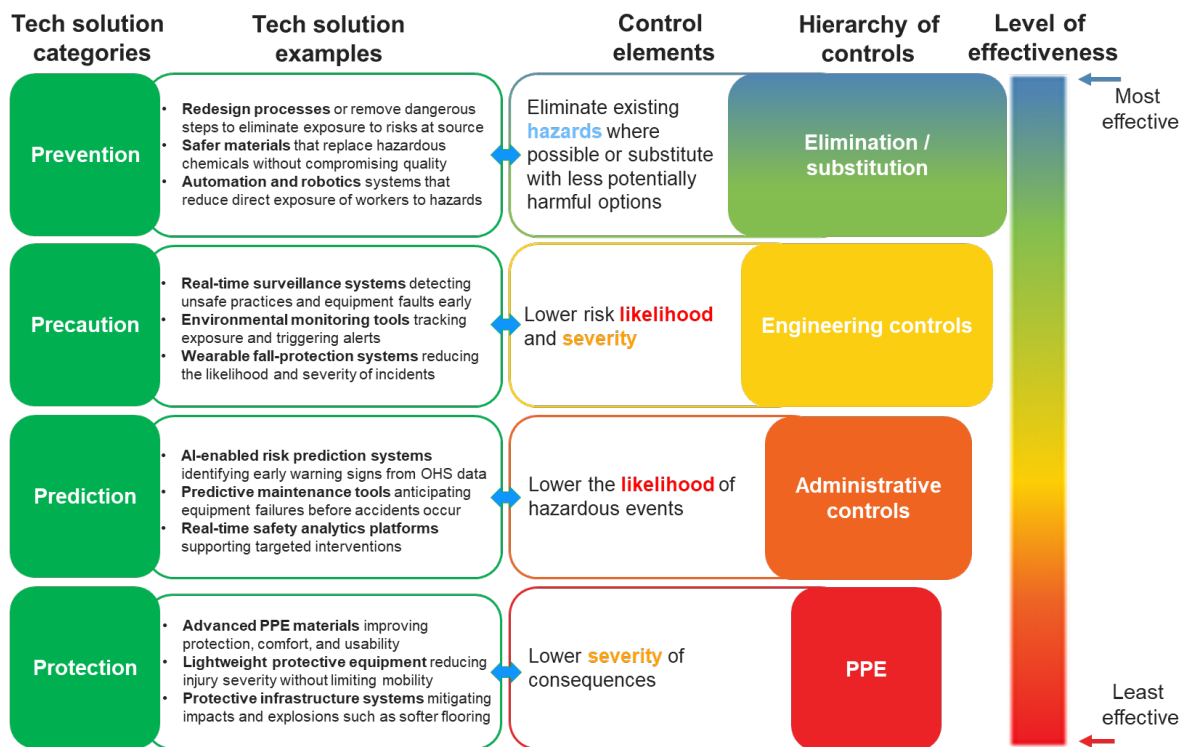 Tech solution
categories
Tech solution
examples
Control
elements
Hierarchy of
controls
Level of
effectiveness
Prevention
• Redesign processes or remove dangerous
steps to eliminate exposure to risks at source
• Safer materials that replace hazardous
chemicals without compromising quality
• Automation and robotics systems that
reduce direct exposure of workers to hazards
Eliminate existing
hazards where
possible or substitute
with less potentially
harmful options
Elimination /
substitution
Most
effective
Precaution
• Real-time surveillance systems detecting
unsafe practices and equipment faults early
• Environmental monitoring tools tracking
exposure and triggering alerts
• Wearable fall-protection systems reducing
the likelihood and severity of incidents
Lower risk likelihood
and severity
Engineering controls
Prediction
• AI-enabled risk prediction systems
identifying early warning signs from OHS data
• Predictive maintenance tools anticipating
equipment failures before accidents occur
• Real-time safety analytics platforms
supporting targeted interventions
Lower the likelihood of
hazardous events
Administrative
controls
Protection
• Advanced PPE materials improving
protection, comfort, and usability
• Lightweight protective equipment reducing
injury severity without limiting mobility
• Protective infrastructure systems mitigating
impacts and explosions such as softer flooring
Lower severity of
consequences
PPE
Least
effective